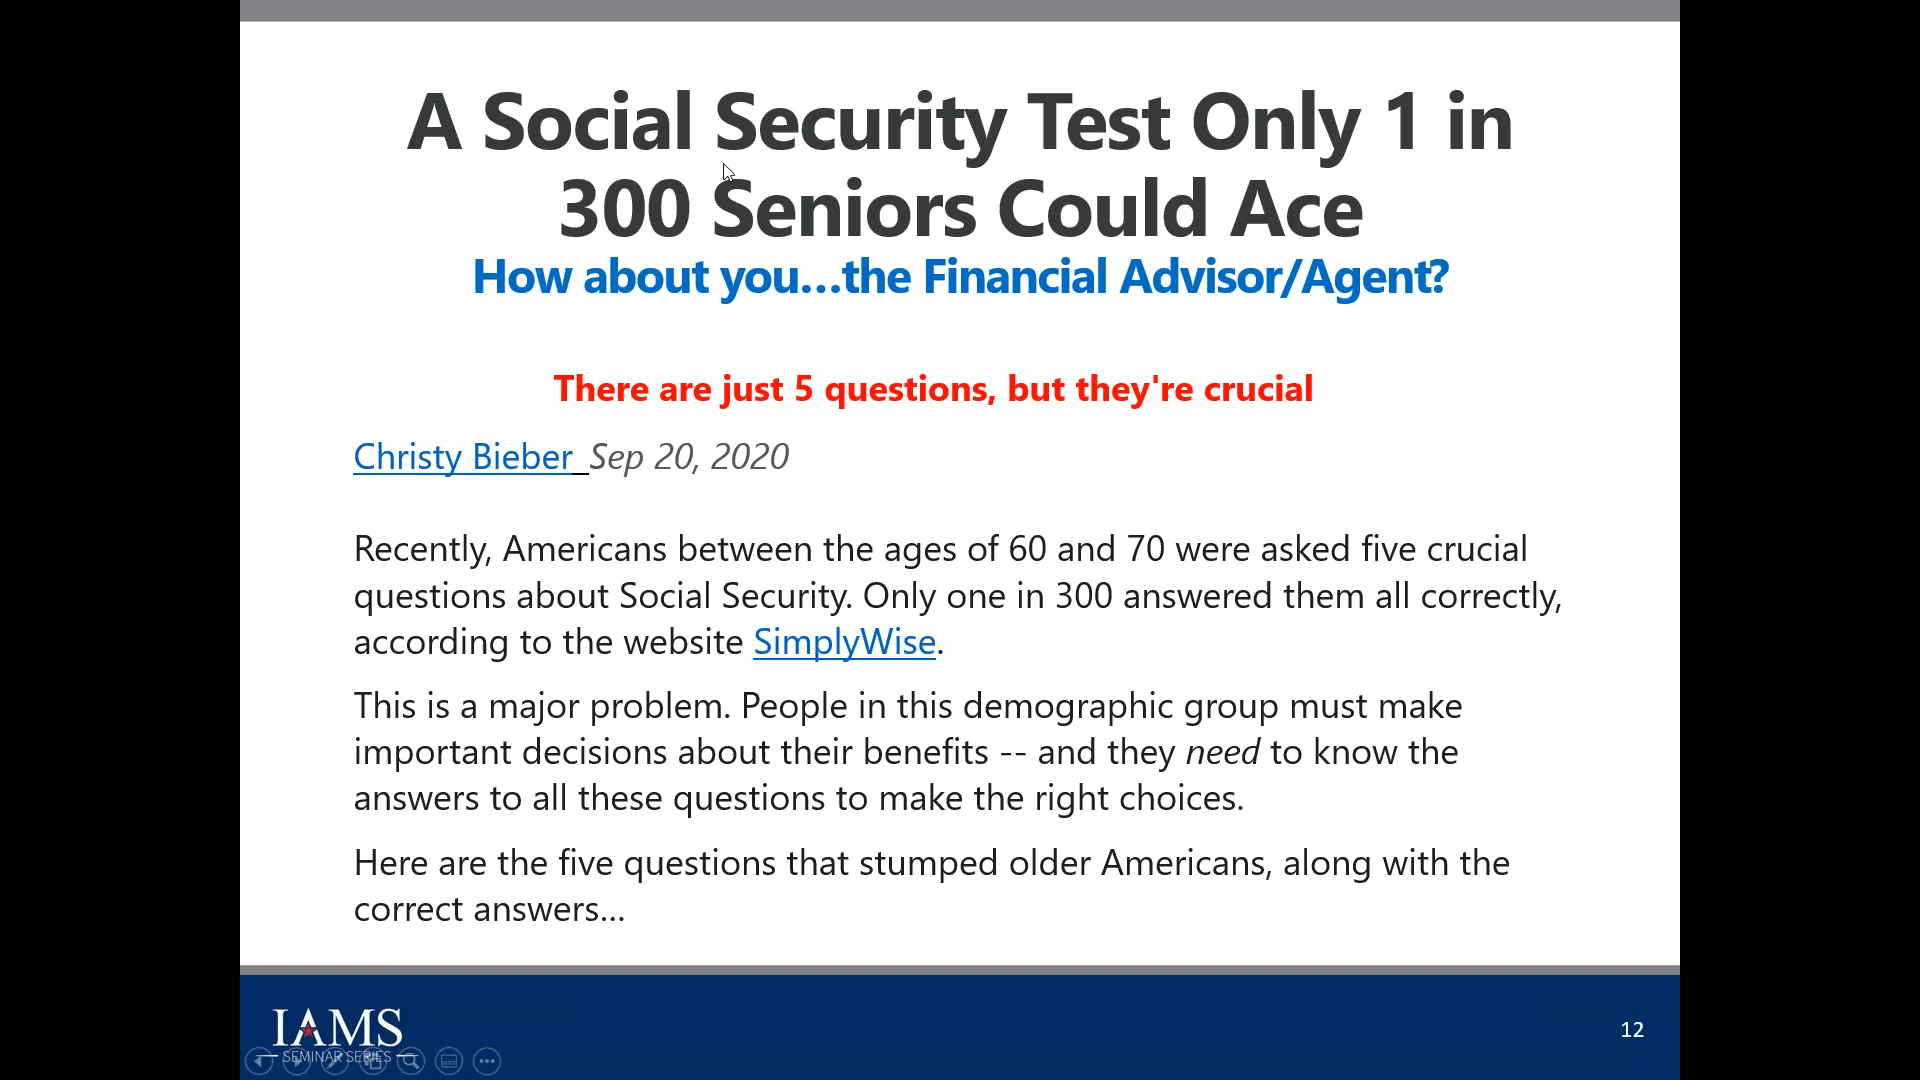 A Social Security Test Only 1 in
300 Seniors Could Ace
How about you...the Financial Advisor/Agent?
There are just 5 questions, but they're crucial
Christy Bieber Sep 20, 2020
Recently, Americans between the ages of 60 and 70 were asked five crucial
questions about Social Security. Only one in 300 answered them all correctly,
according to the website SimplyWise.
This is a major problem. People in this demographic group must make
important decisions about their benefits -- and they need to know the
answers to all these questions to make the right choices.
Here are the five questions that stumped older Americans, along with the
correct answers...
IAMS
SEMINAR SERIES
12